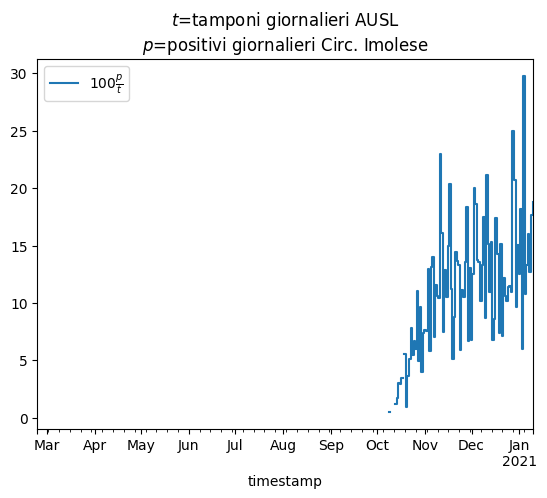 t=tamponi giornalieri AUSL
p=positivi giornalieri Circ. Imolese
100 p/t
30
25
20
15
10
5
0
Mar Apr May Jun Jul Aug Sep Oct Nov Dec Jan
2021
timestamp